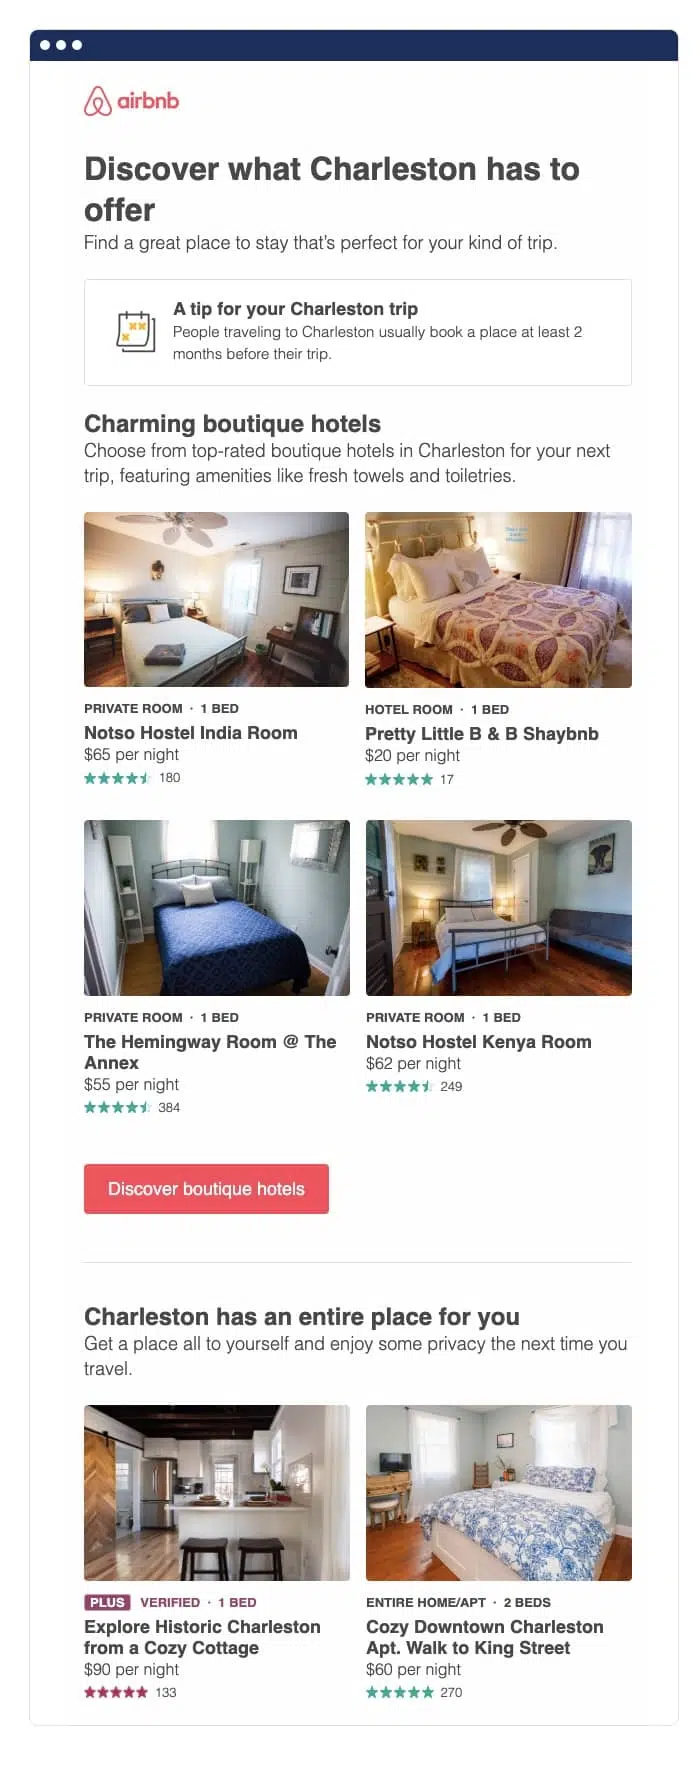 airbnb
Discover what Charleston has to
offer
Find a great place to stay that's perfect for your kind of trip.
A tip for your Charleston trip
People traveling to Charleston usually book a place at least 2
months before their trip.
Charming boutique hotels
Choose from top-rated boutique hotels in Charleston for your next
trip, featuring amenities like fresh towels and toiletries.
PRIVATE ROOM · 1 BED
Notso Hostel India Room
$65 per night
180
HOTEL ROOM · 1 BED
Pretty Little B & B Shaybnb
$20 per night
17
PRIVATE ROOM · 1 BED
The Hemingway Room @ The
Annex
$55 per night
384
PRIVATE ROOM · 1 BED
Notso Hostel Kenya Room
$62 per night
249
Discover boutique hotels
Charleston has an entire place for you
Get a place all to yourself and enjoy some privacy the next time you
travel.
PLUS VERIFIED · 1 BED
Explore Historic Charleston
from a Cozy Cottage
$90 per night
133
ENTIRE HOME/APT · 2 BEDS
Cozy Downtown Charleston
Apt. Walk to King Street
$60 per night
270